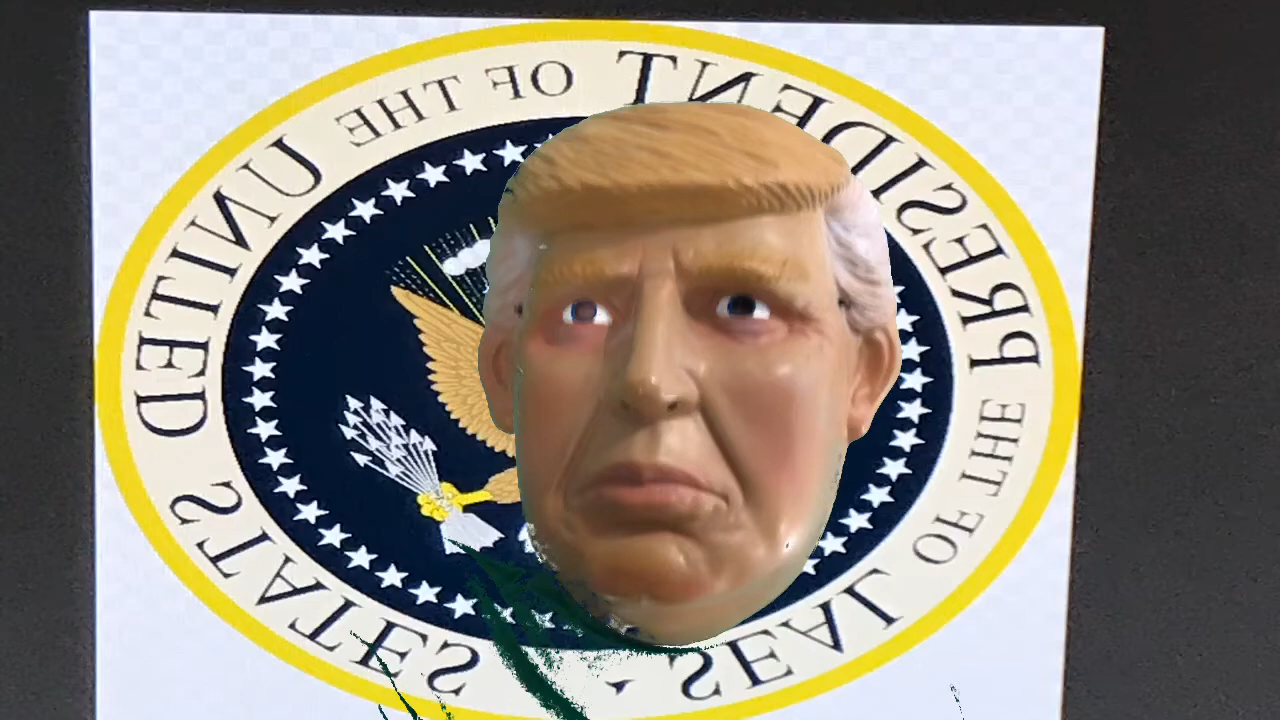 SEAL OF THE PRESIDENT OF THE UNITED STATES